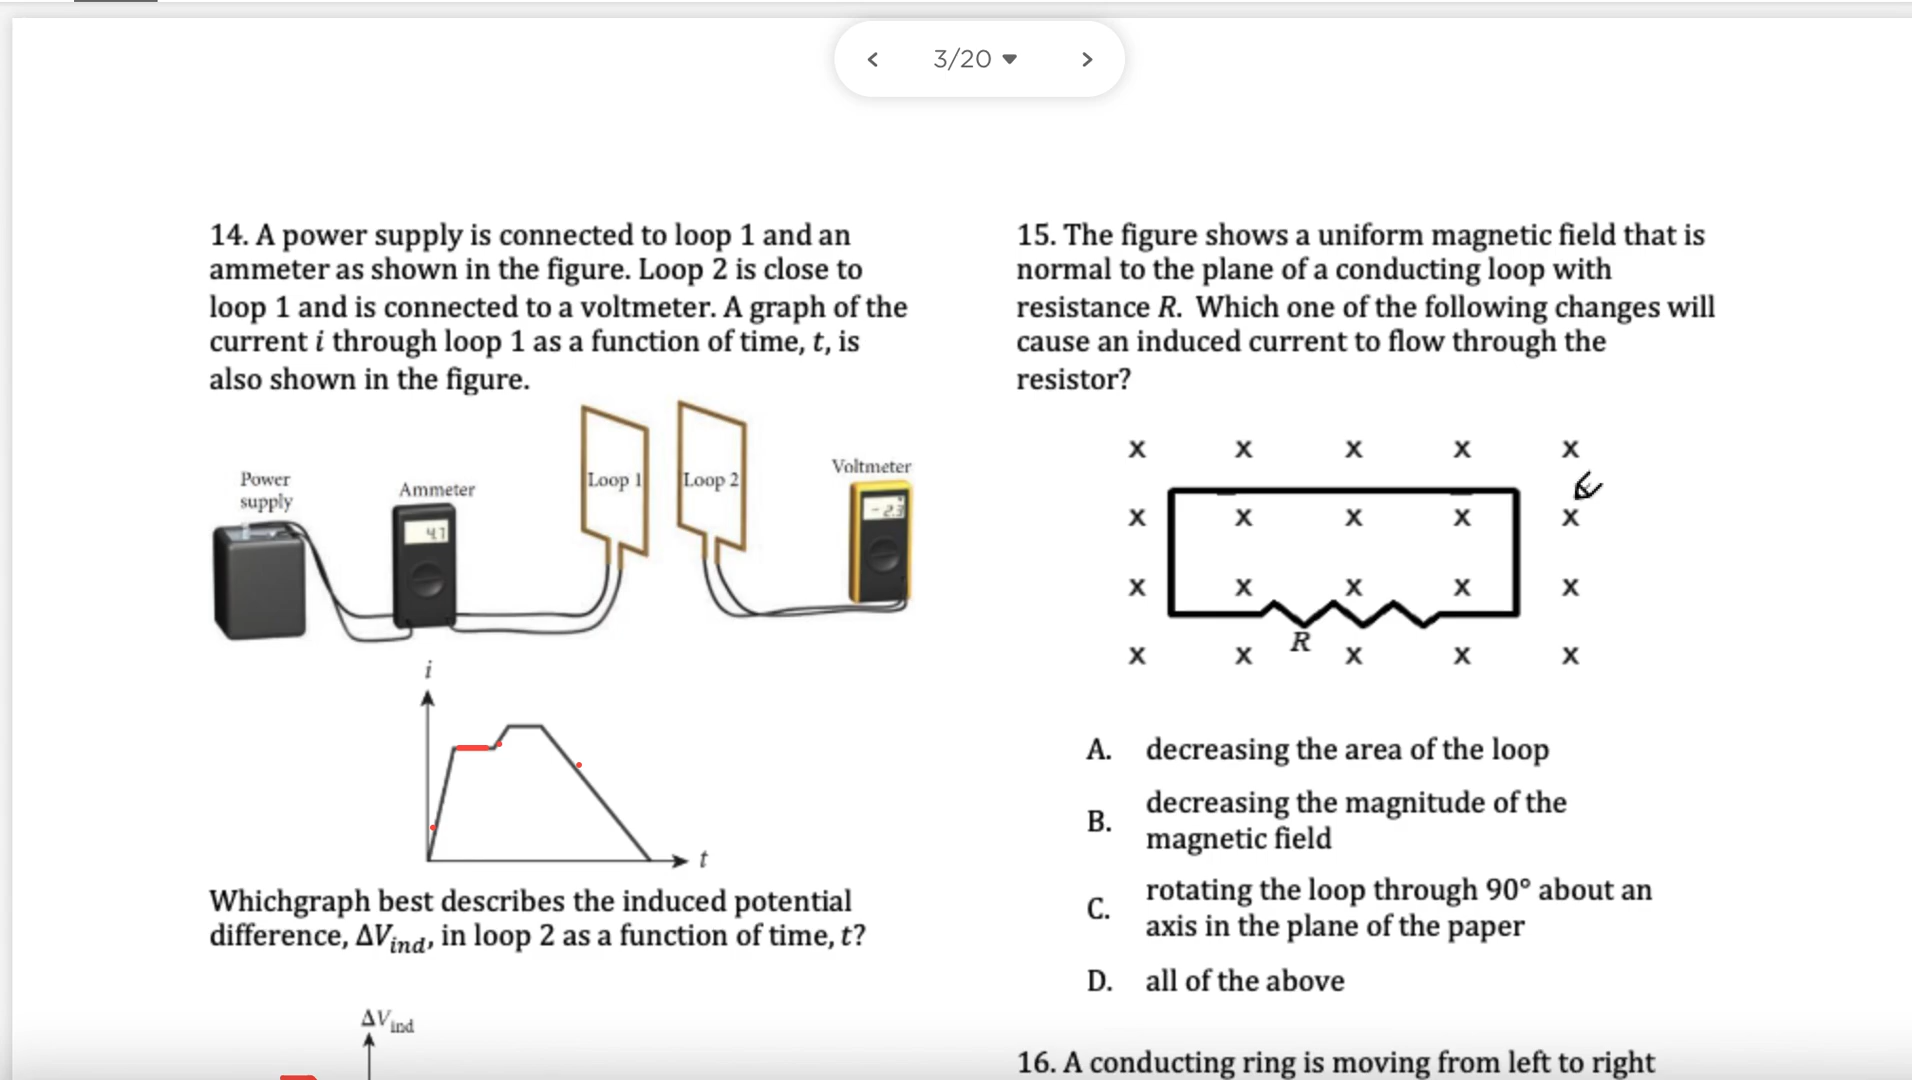 3/20
14. A power supply is connected to loop 1 and an
ammeter as shown in the figure. Loop 2 is close to
loop 1 and is connected to a voltmeter. A graph of the
current i through loop 1 as a function of time, t, is
also shown in the figure.
Power
supply
Ammeter
4.7
Loop 1
Loop 2
Voltmeter
-2.3
i
t
Whichgraph best describes the induced potential
difference, ΔVind, in loop 2 as a function of time, t?
ΔVind
15. The figure shows a uniform magnetic field that is
normal to the plane of a conducting loop with
resistance R. Which one of the following changes will
cause an induced current to flow through the
resistor?
x x x x x
x x x x x
x x x x x
R
x x x x x
A. decreasing the area of the loop
B. decreasing the magnitude of the
magnetic field
C. rotating the loop through 90° about an
axis in the plane of the paper
D. all of the above
16. A conducting ring is moving from left to right